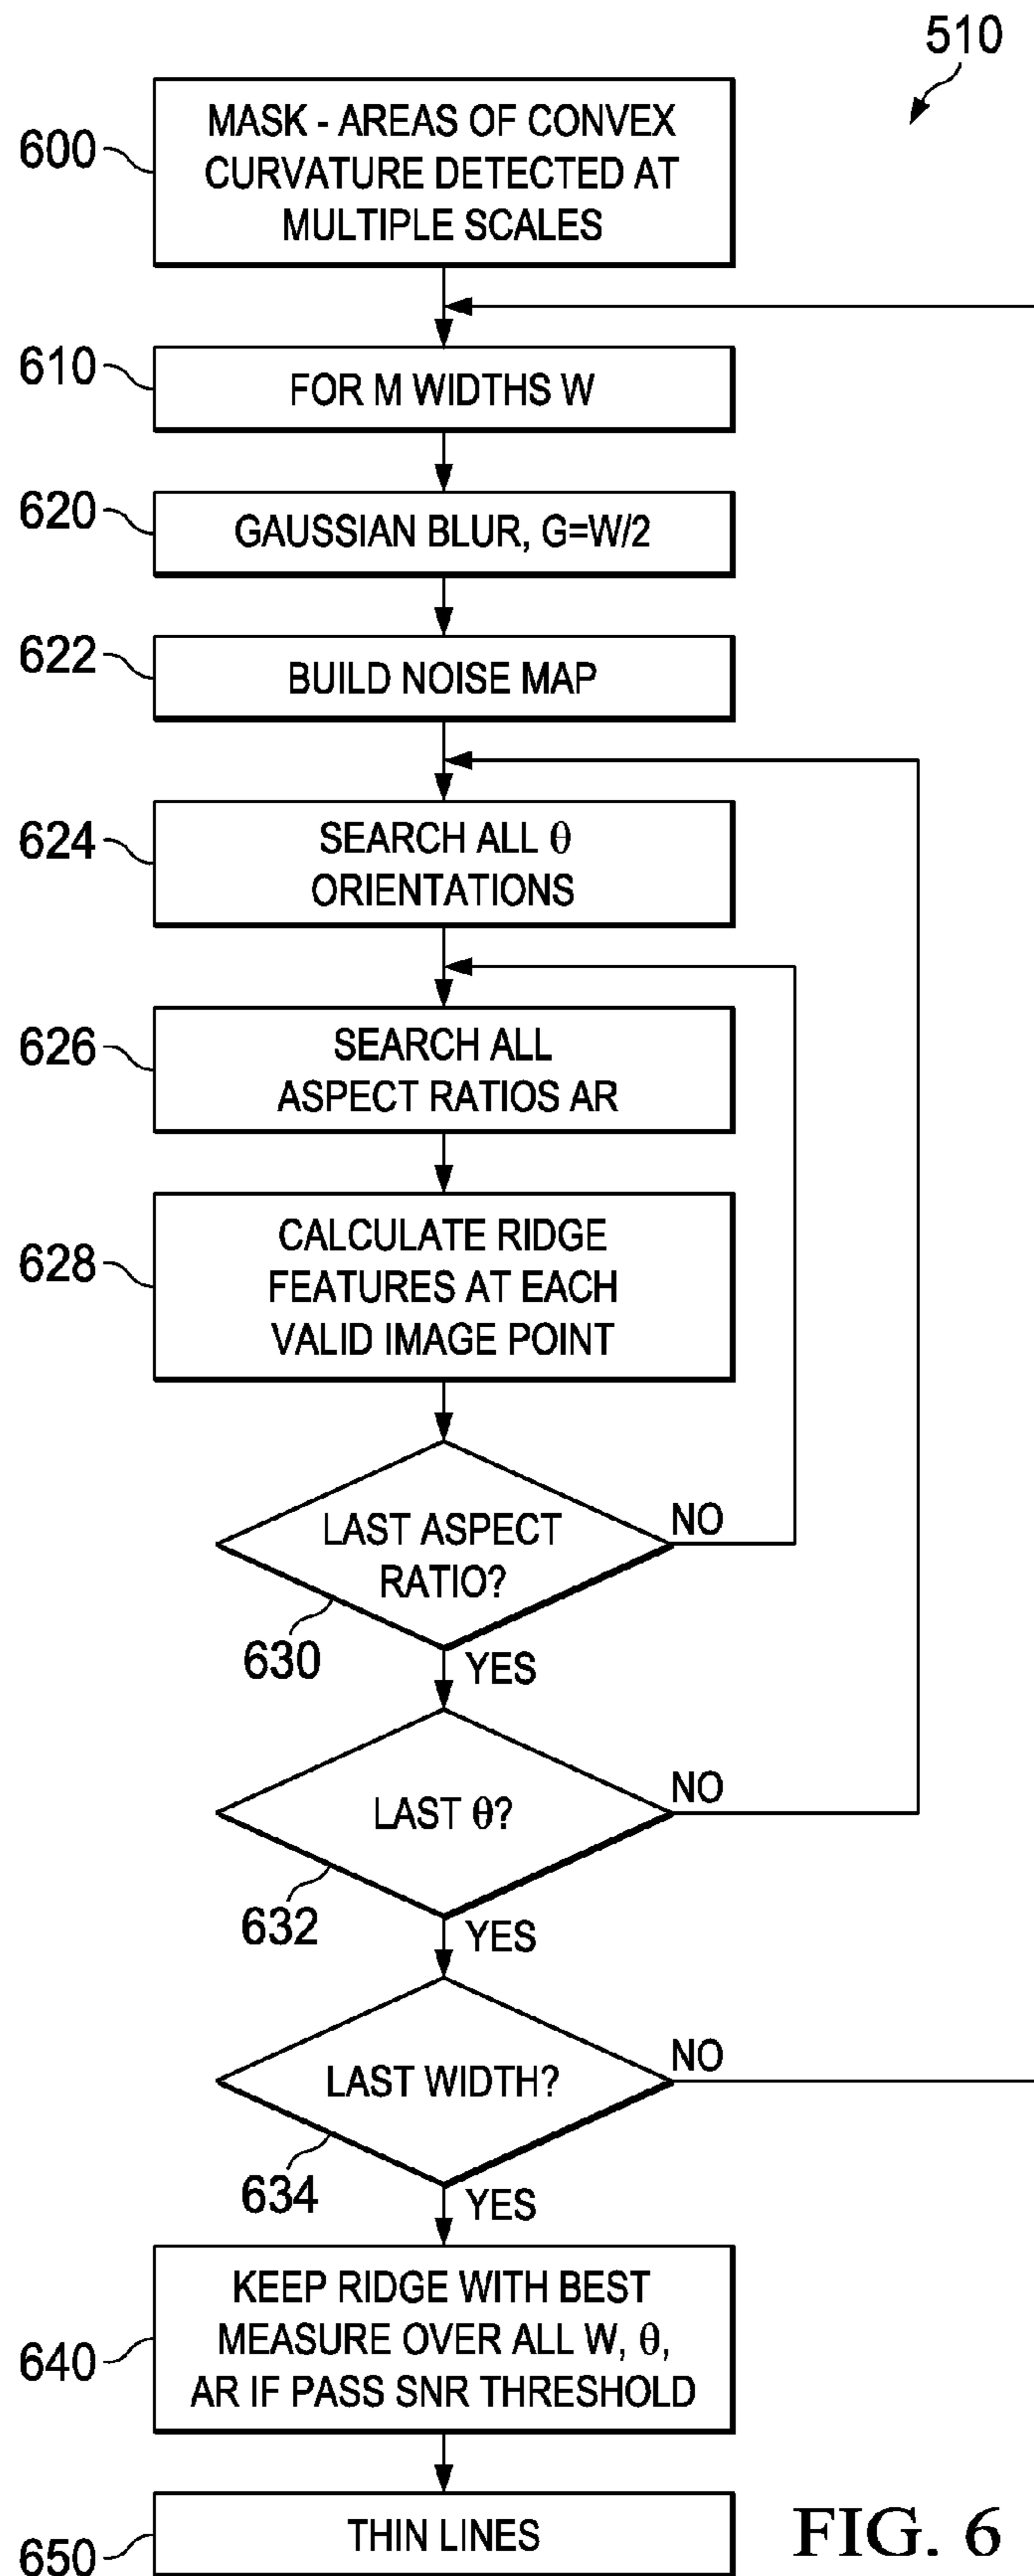 510
600
MASK - AREAS OF CONVEX
CURVATURE DETECTED AT
MULTIPLE SCALES
610
FOR M WIDTHS W
620
GAUSSIAN BLUR, G=W/2
622
BUILD NOISE MAP
624
SEARCH ALL θ
ORIENTATIONS
626
SEARCH ALL
ASPECT RATIOS AR
628
CALCULATE RIDGE
FEATURES AT EACH
VALID IMAGE POINT
LAST ASPECT
RATIO?
NO
630
YES
LAST θ?
NO
632
YES
LAST WIDTH?
NO
634
YES
640
KEEP RIDGE WITH BEST
MEASURE OVER ALL W, θ,
AR IF PASS SNR THRESHOLD
650
THIN LINES
FIG. 6